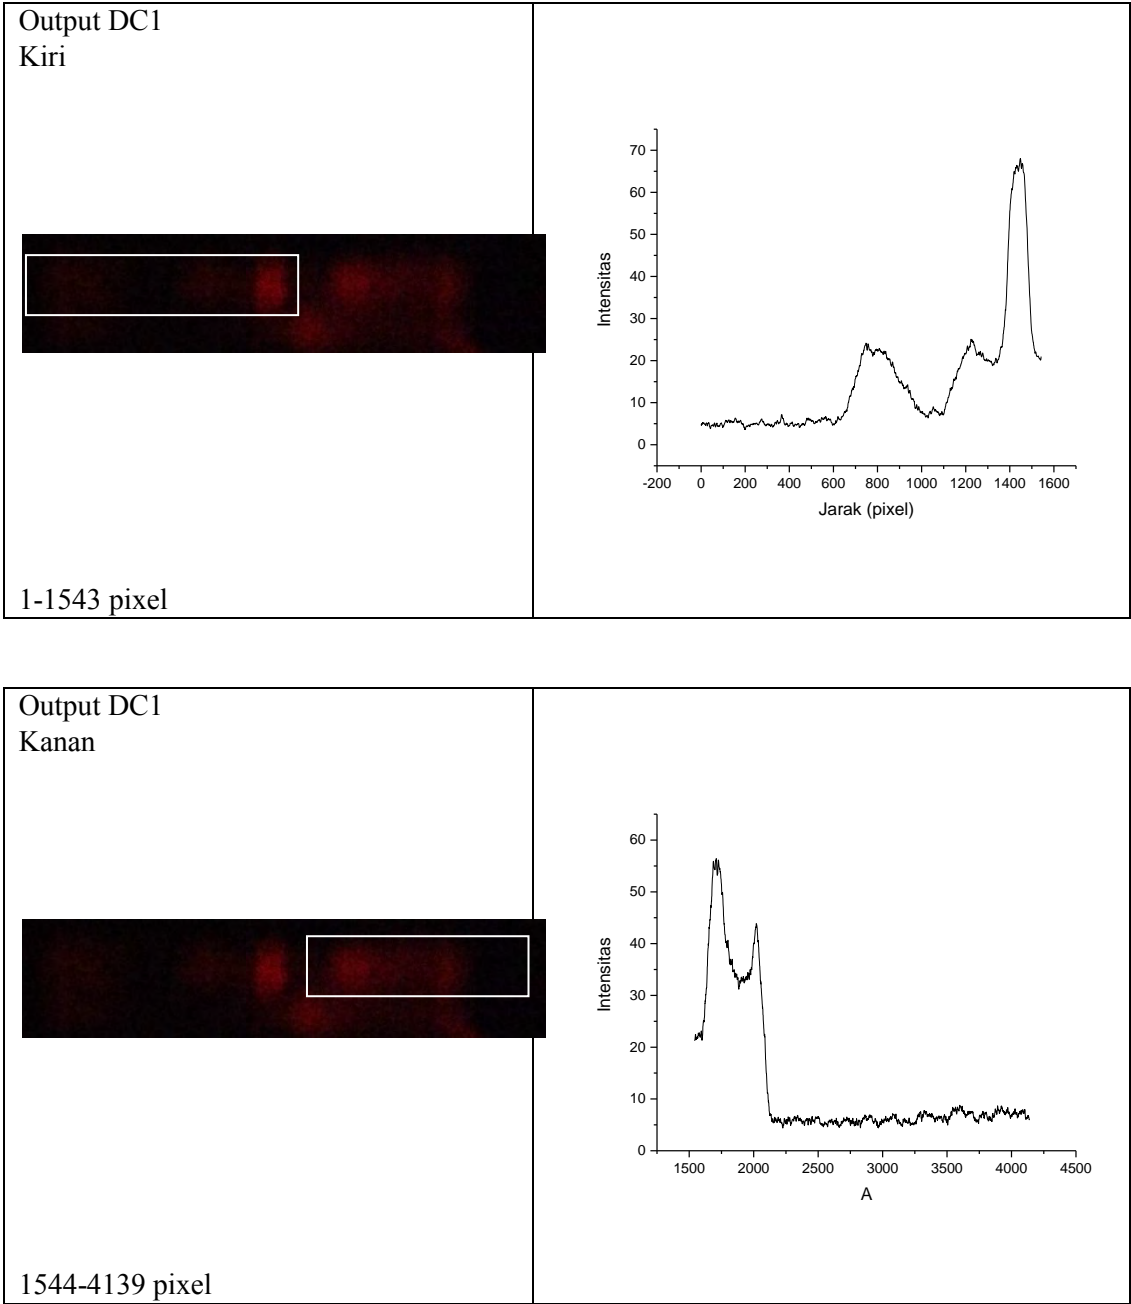 Output DC1
Kiri
70
60
50
40
30
20
10
0
Intensitas
-200 0 200 400 600 800 1000 1200 1400 1600
Jarak (pixel)
1-1543 pixel
Output DC1
Kanan
60
50
40
30
20
10
0
Intensitas
1500 2000 2500 3000 3500 4000 4500
A
1544-4139 pixel